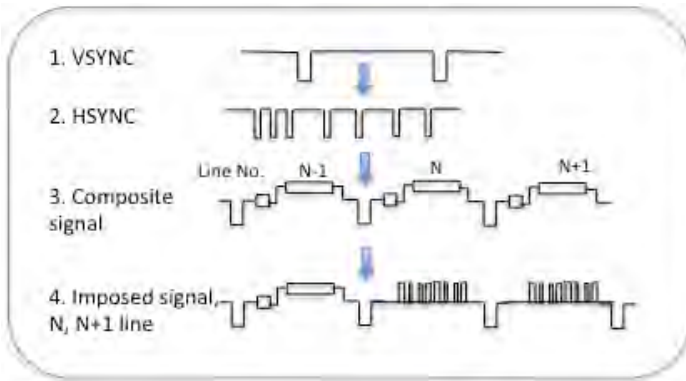 1. VSYNC
2. HSYNC
Line No. N-1 N N+1
3. Composite
signal
4. Imposed signal,
N, N+1 line